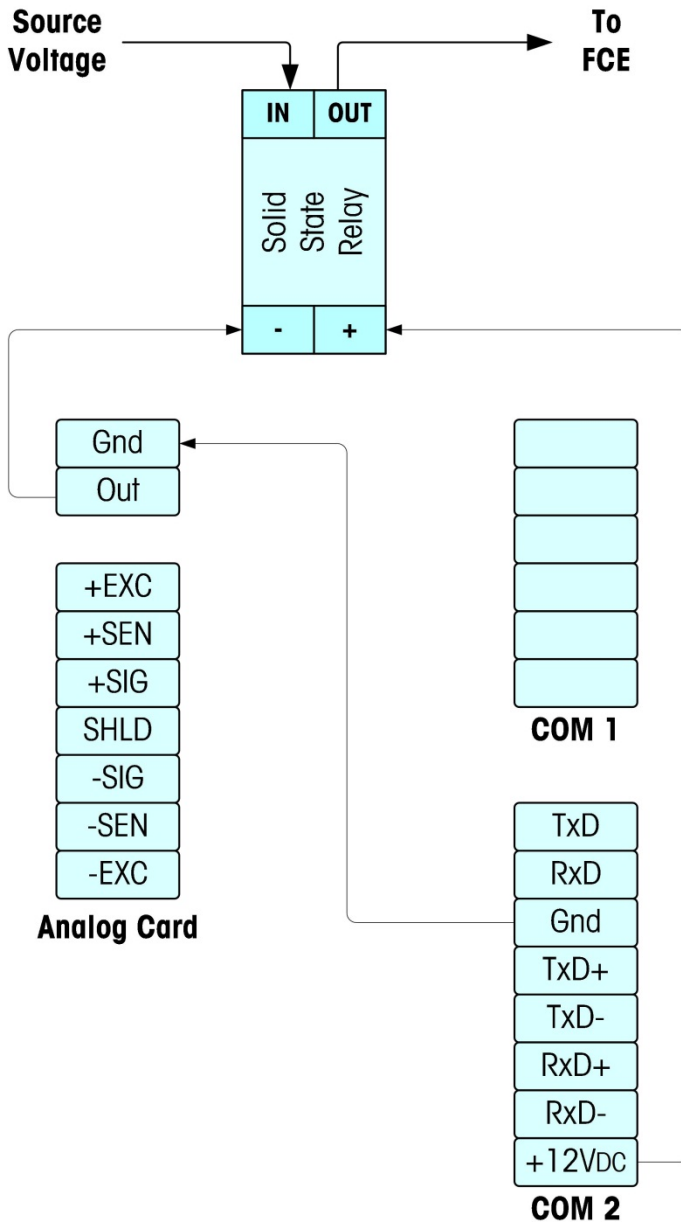 Source
Voltage
To
FCE
IN OUT
Solid
State
Relay
- +
Gnd
Out
+EXC
+SEN
+SIG
SHLD
-SIG
-SEN
-EXC
Analog Card
COM 1
TxD
RxD
Gnd
TxD+
TxD-
RxD+
RxD-
+12VDC
COM 2